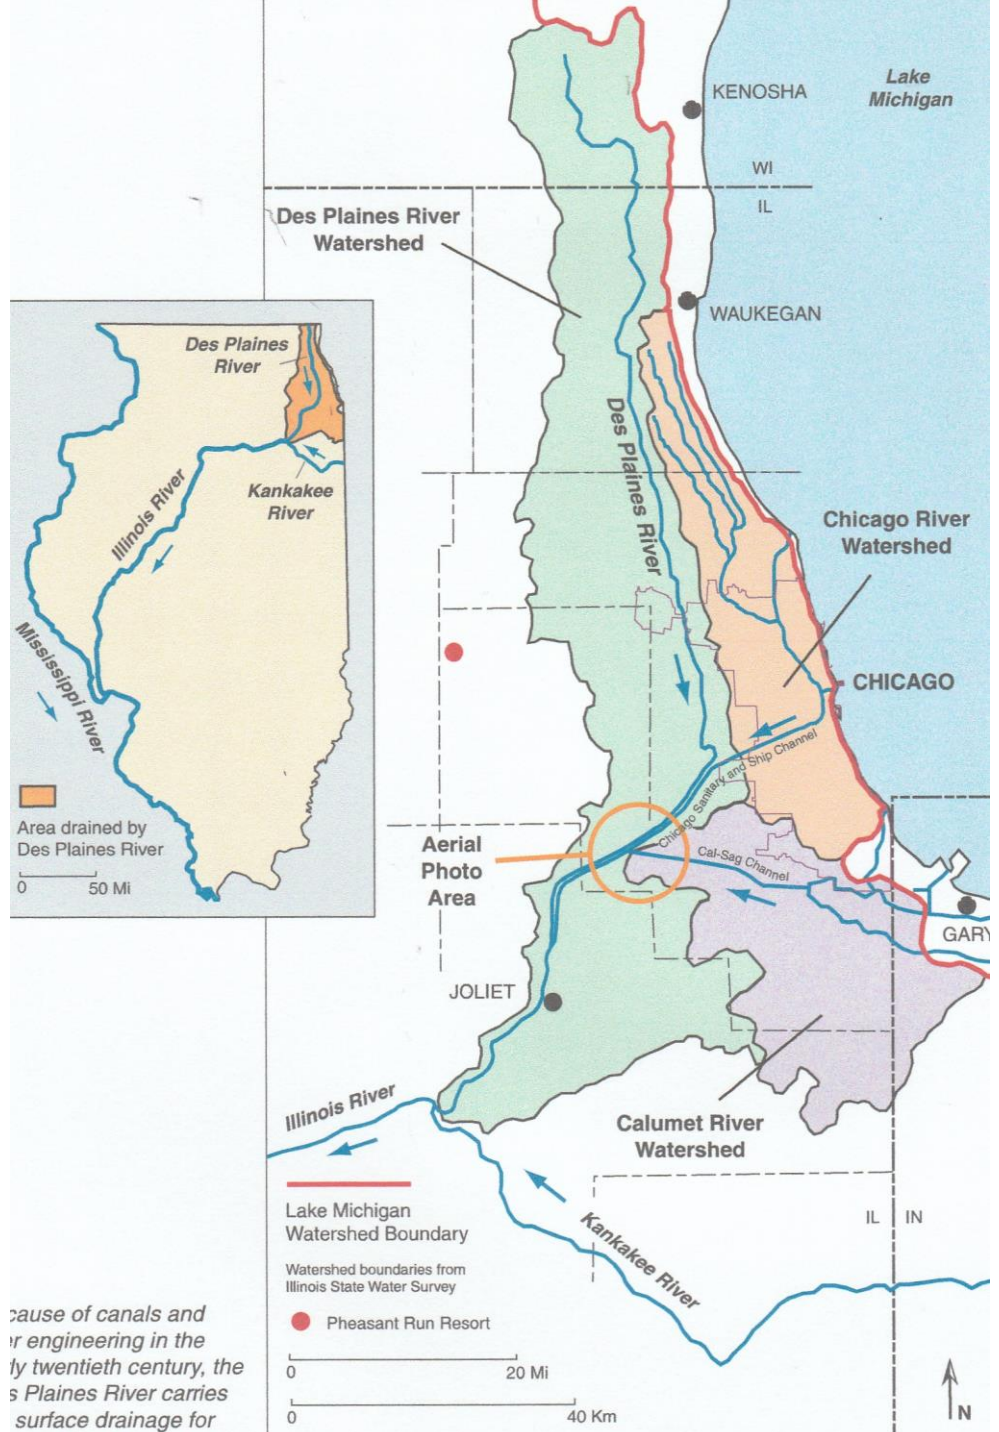 Lake
Michigan
KENOSHA
WI
IL
Des Plaines River
Watershed
WAUKEGAN
Des Plaines
River
Des Plaines River
Kankakee
River
Illinois River
Chicago River
Watershed
Mississippi River
CHICAGO
Chicago Sanitary and Ship Channel
Area drained by
Des Plaines River
0 50 Mi
Aerial
Photo
Area
Cal-Sag Channel
GARY
JOLIET
Illinois River
Calumet River
Watershed
Lake Michigan
Watershed Boundary
IL IN
Kankakee River
Watershed boundaries from
Illinois State Water Survey
Pheasant Run Resort
0 20 Mi
0 40 Km
N
cause of canals and
er engineering in the
ly twentieth century, the
s Plaines River carries
surface drainage for